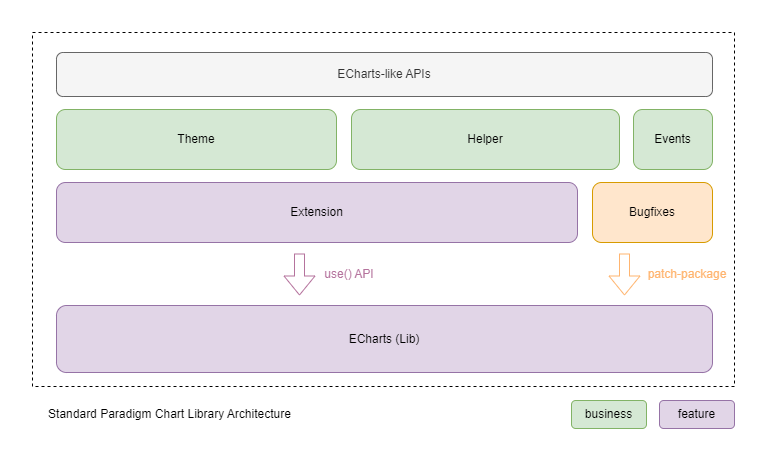 ECharts-like APIs
Theme
Helper
Events
Extension
Bugfixes
use() API
patch-package
ECharts (Lib)
Standard Paradigm Chart Library Architecture
business
feature